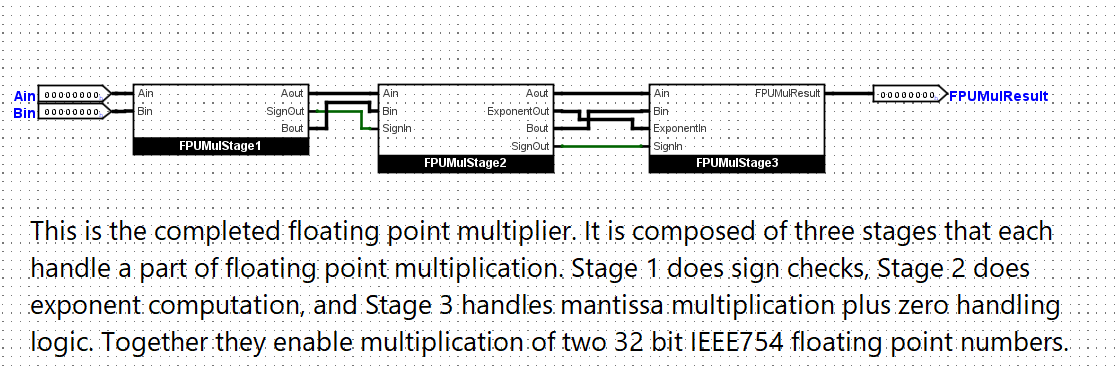 Ain 00000000 Ain Aout Ain Aout Ain FPUMulResult 00000000 FPUMulResult
Bin 00000000 Bin SignOut Bin ExponentOut Bin
Bout SignIn Bout ExponentIn
FPUMulStage1 SignOut SignIn
FPUMulStage2 FPUMulStage3
This is the completed floating point multiplier. It is composed of three stages that each
handle a part of floating point multiplication. Stage 1 does sign checks, Stage 2 does
exponent computation, and Stage 3 handles mantissa multiplication plus zero handling
logic. Together they enable multiplication of two 32 bit IEEE754 floating point numbers.